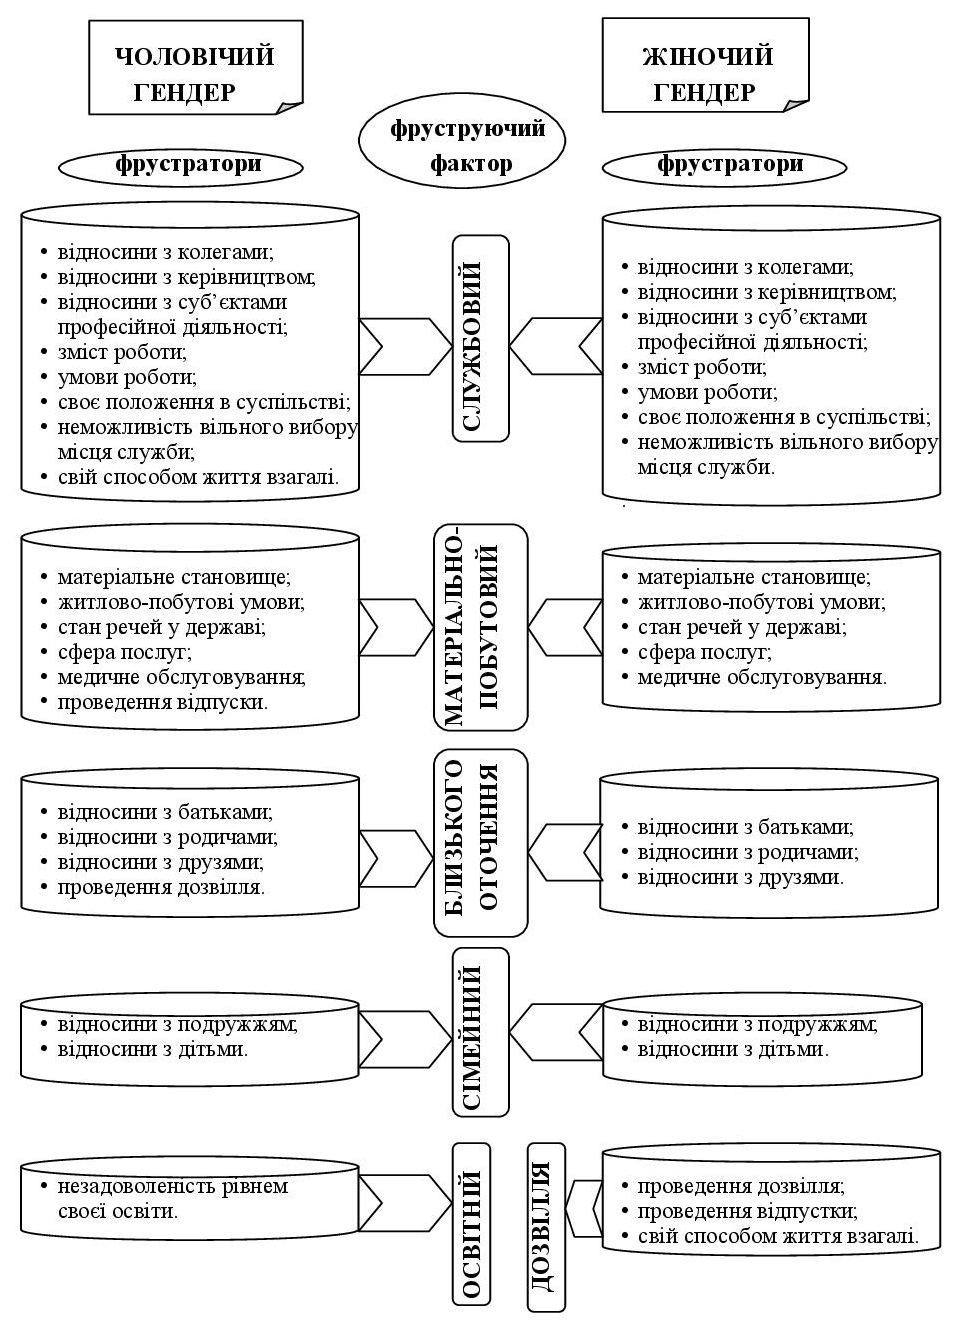 ЧОЛОВІЧИЙ
ГЕНДЕР
ЖІНОЧИЙ
ГЕНДЕР
фруструючий
фактор
фрустратори
фрустратори
• відносини з колегами;
• відносини з керівництвом;
• відносини з суб’єктами
професійної діяльності;
• зміст роботи;
• умови роботи;
• своє положення в суспільстві;
• неможливість вільного вибору
місця служби;
• свій способом життя взагалі.
СЛУЖБОВИЙ
• відносини з колегами;
• відносини з керівництвом;
• відносини з суб’єктами
професійної діяльності;
• зміст роботи;
• умови роботи;
• своє положення в суспільстві;
• неможливість вільного вибору
місця служби.
.
• матеріальне становище;
• житлово-побутові умови;
• стан речей у державі;
• сфера послуг;
• медичне обслуговування;
• проведення відпуски.
МАТЕРІАЛЬНО-
ПОБУТОВИЙ
• матеріальне становище;
• житлово-побутові умови;
• стан речей у державі;
• сфера послуг;
• медичне обслуговування.
• відносини з батьками;
• відносини з родичами;
• відносини з друзями;
• проведення дозвілля.
БЛИЗЬКОГО
ОТОЧЕННЯ
• відносини з батьками;
• відносини з родичами;
• відносини з друзями.
• відносини з подружжям;
• відносини з дітьми.
СІМЕЙНИЙ
• відносини з подружжям;
• відносини з дітьми.
• незадоволеність рівнем
своєї освіти.
ОСВІТНІЙ
ДОЗВІЛЛЯ
• проведення дозвілля;
• проведення відпустки;
• свій способом життя взагалі.